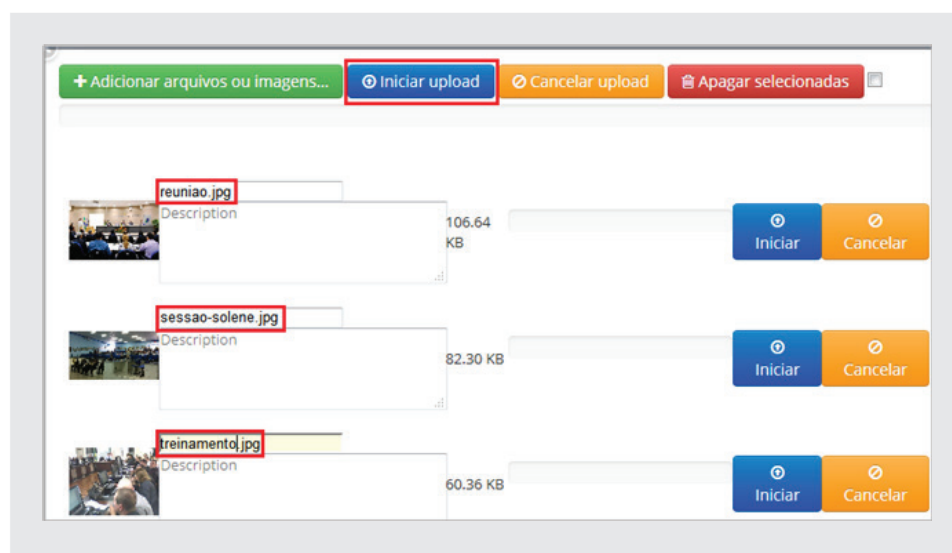 Adicionar arquivos ou imagens... Iniciar upload Cancelar upload Apagar selecionadas
reuniao.jpg
Description
106.64
KB
Iniciar Cancelar
sessao-solene.jpg
Description
82.30 KB
Iniciar Cancelar
treinamento.jpg
Description
60.36 KB
Iniciar Cancelar